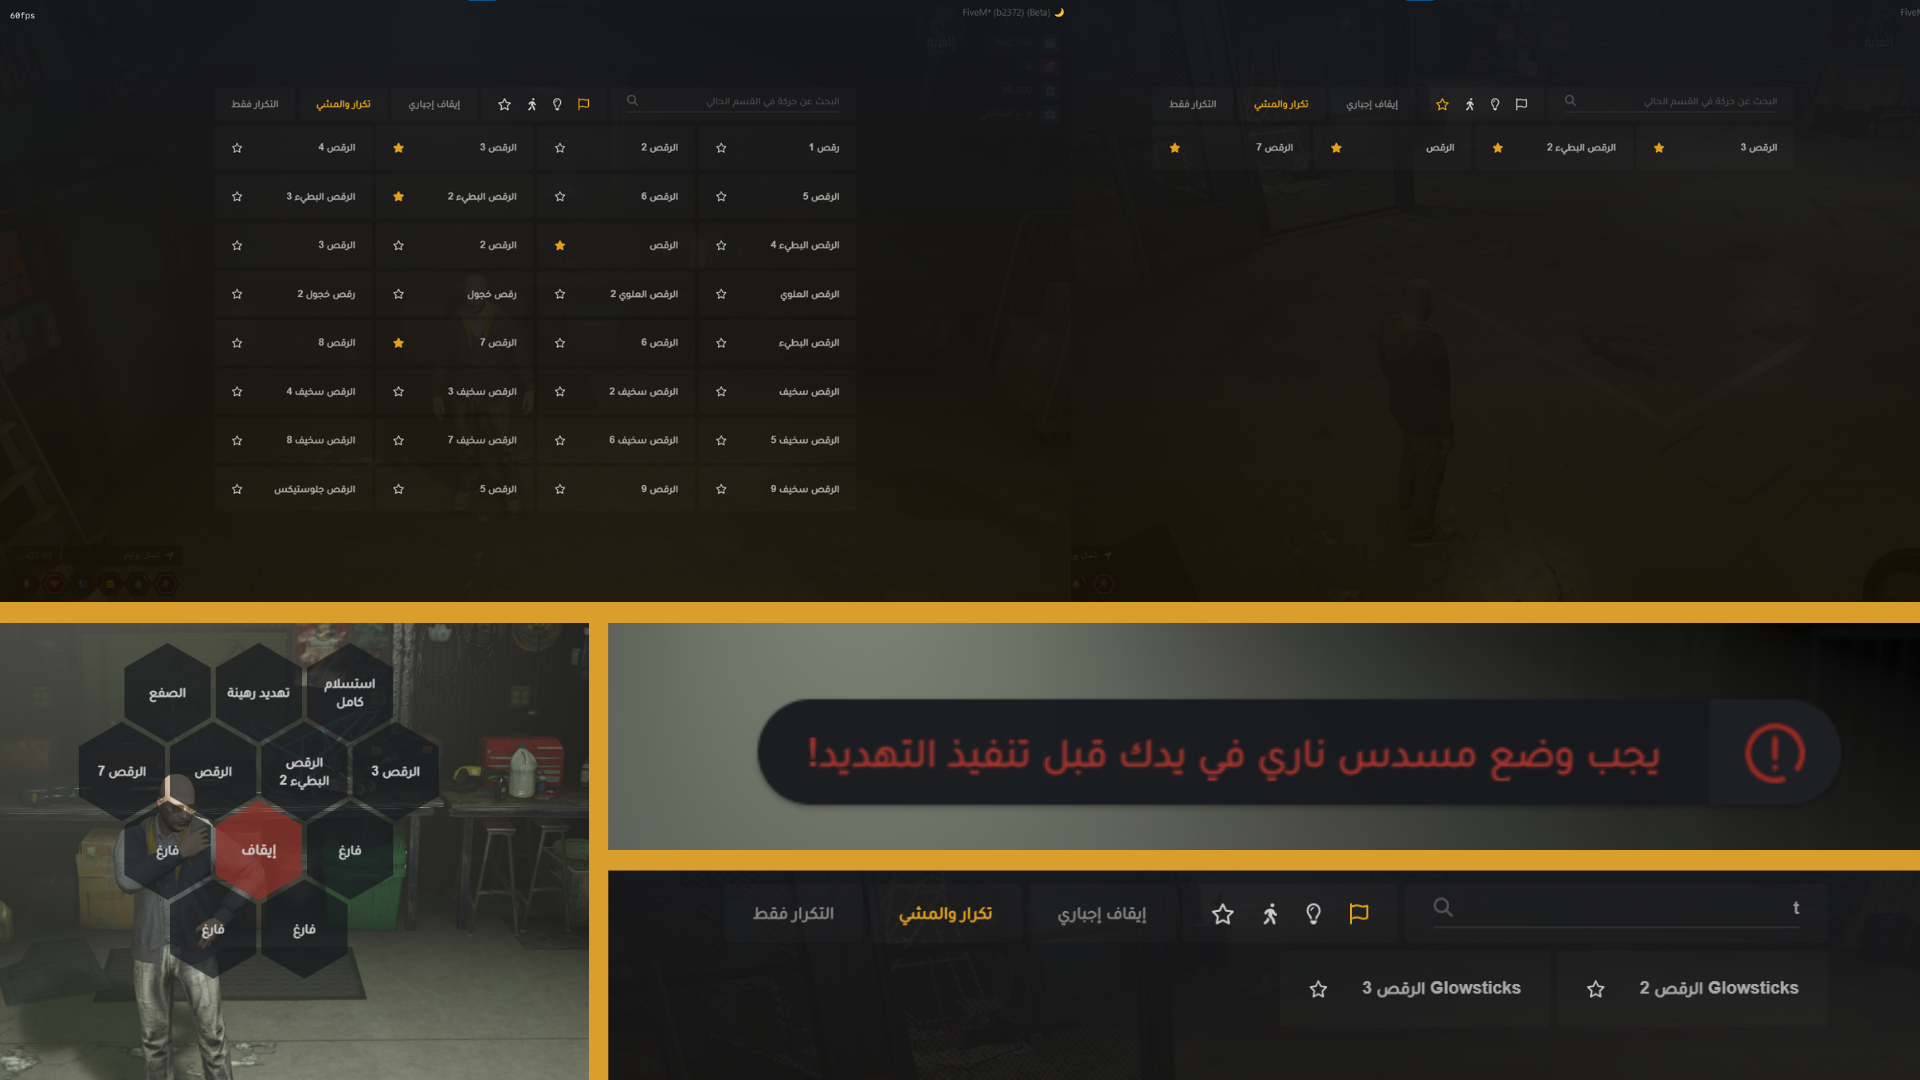 60fps
FiveM* (b2372) (Beta)
البحث عن حركة في القسم الحالي
إيقاف إجباري
تكرار والمشي
التكرار فقط
رقص 1
الرقص 2
الرقص 3
الرقص 4
الرقص 5
الرقص 6
الرقص البطيء 2
الرقص البطيء 3
الرقص البطيء 4
الرقص
الرقص 2
الرقص 3
الرقص العلوي
الرقص العلوي 2
رقص خجول
رقص خجول 2
الرقص البطيء
الرقص 6
الرقص 7
الرقص 8
الرقص سخيف
الرقص سخيف 2
الرقص سخيف 3
الرقص سخيف 4
الرقص سخيف 5
الرقص سخيف 6
الرقص سخيف 7
الرقص سخيف 8
الرقص سخيف 9
الرقص 9
الرقص 5
الرقص جلوستيكس
البحث عن حركة في القسم الحالي
إيقاف إجباري
تكرار والمشي
التكرار فقط
الرقص 3
الرقص البطيء 2
الرقص
الرقص 7
استسلام
كامل
تهديد رهينة
الصفع
الرقص 3
الرقص
البطيء 2
الرقص
الرقص 7
فارغ
إيقاف
فارغ
فارغ
فارغ
يجب وضع مسدس ناري في يدك قبل تنفيذ التهديد!
t
إيقاف إجباري
تكرار والمشي
التكرار فقط
Glowsticks الرقص 2
Glowsticks الرقص 3